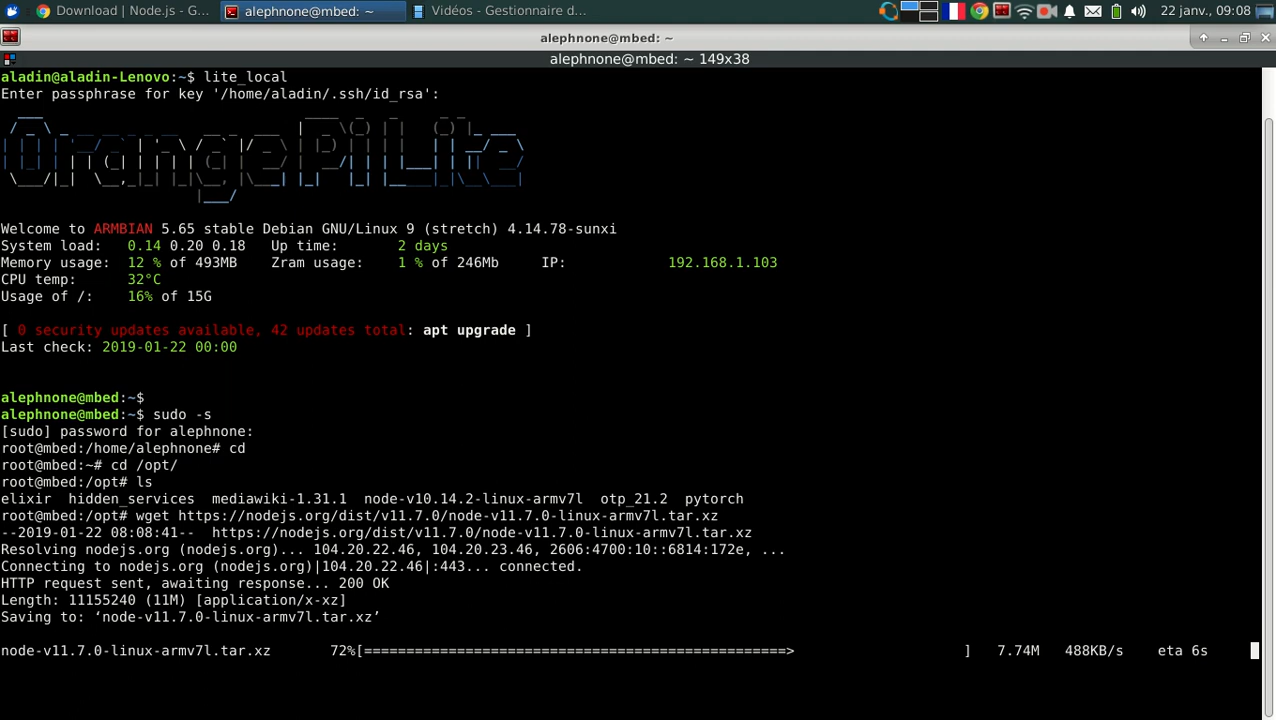 Download | Node.js - G...
alephnone@mbed: ~
Vidéos - Gestionnaire d...
22 janv., 09:08
alephnone@mbed: ~
alephnone@mbed: ~ 149x38
aladin@aladin-Lenovo:~$ lite_local
Enter passphrase for key '/home/aladin/.ssh/id_rsa':
OrangePiLite
Welcome to ARMBIAN 5.65 stable Debian GNU/Linux 9 (stretch) 4.14.78-sunxi
System load: 0.14 0.20 0.18 Up time: 2 days
Memory usage: 12 % of 493MB Zram usage: 1 % of 246Mb IP: 192.168.1.103
CPU temp: 32°C
Usage of /: 16% of 15G
[ 0 security updates available, 42 updates total: apt upgrade ]
Last check: 2019-01-22 00:00
alephnone@mbed:~$
alephnone@mbed:~$ sudo -s
[sudo] password for alephnone:
root@mbed:/home/alephnone# cd
root@mbed:~# cd /opt/
root@mbed:/opt# ls
elixir hidden_services mediawiki-1.31.1 node-v10.14.2-linux-armv7l otp_21.2 pytorch
root@mbed:/opt# wget https://nodejs.org/dist/v11.7.0/node-v11.7.0-linux-armv7l.tar.xz
--2019-01-22 08:08:41-- https://nodejs.org/dist/v11.7.0/node-v11.7.0-linux-armv7l.tar.xz
Resolving nodejs.org (nodejs.org)... 104.20.22.46, 104.20.23.46, 2606:4700:10::6814:172e, ...
Connecting to nodejs.org (nodejs.org)|104.20.22.46|:443... connected.
HTTP request sent, awaiting response... 200 OK
Length: 11155240 (11M) [application/x-xz]
Saving to: ‘node-v11.7.0-linux-armv7l.tar.xz’
node-v11.7.0-linux-armv7l.tar.xz 72%[==================================================> ] 7.74M 488KB/s eta 6s